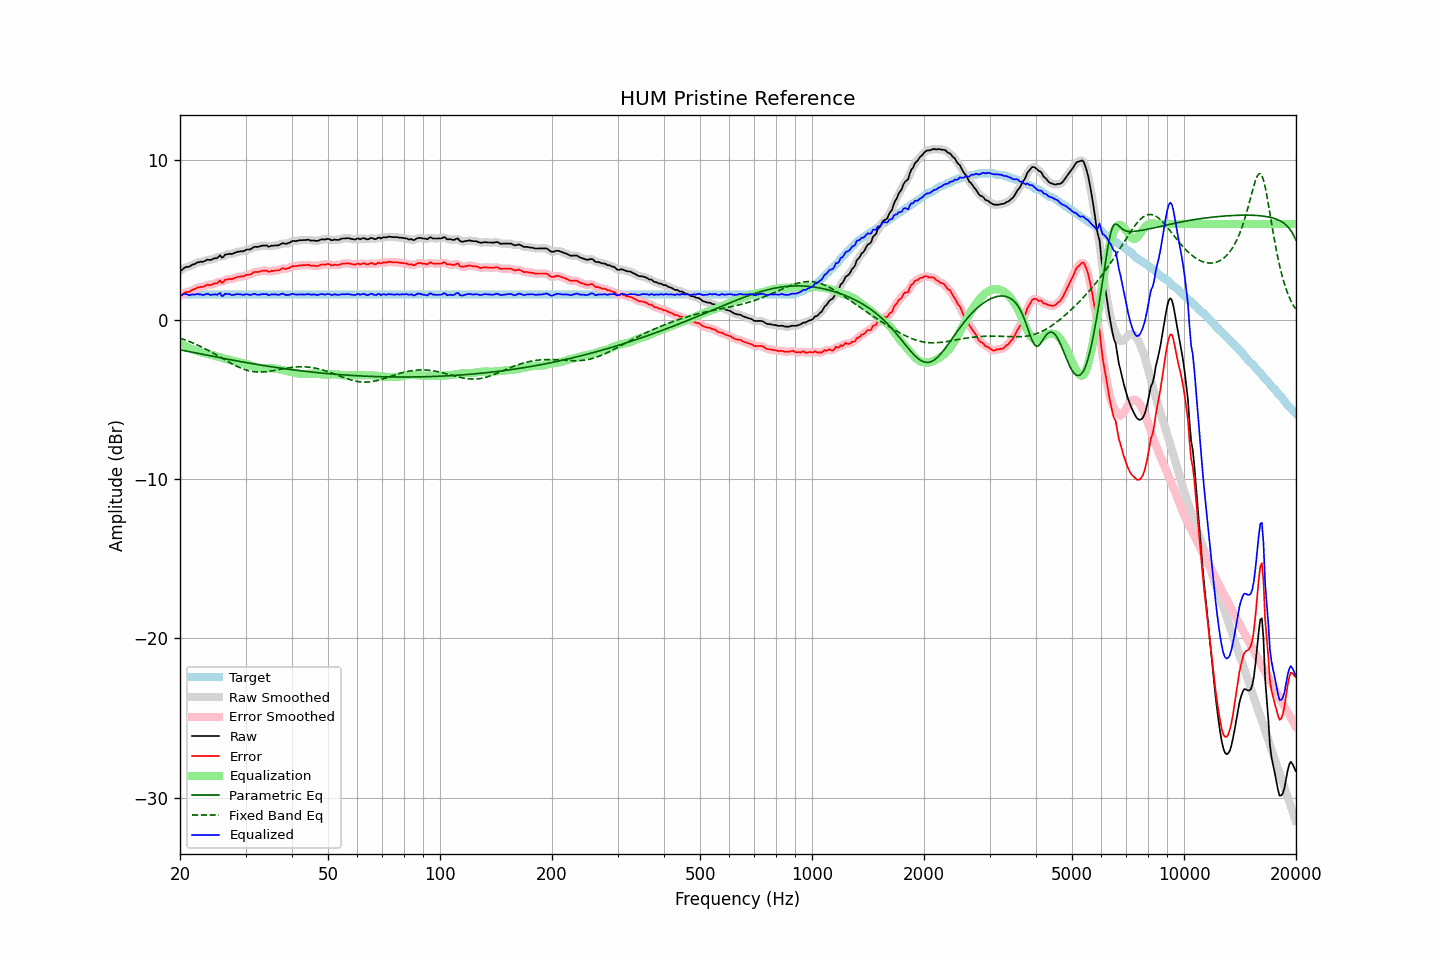 HUM Pristine Reference
10
0
−10
−20
−30
Amplitude (dBr)
Target
Raw Smoothed
Error Smoothed
Raw
Error
Equalization
Parametric Eq
Fixed Band Eq
Equalized
20 50 100 200 500 1000 2000 5000 10000 20000
Frequency (Hz)